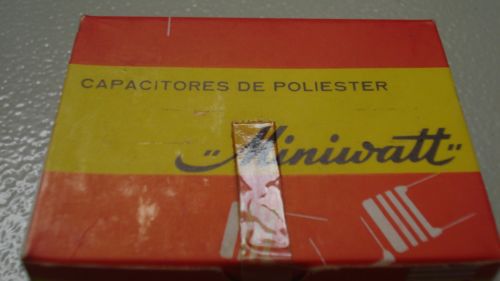 CAPACITORES DE POLIESTER
"Miniwatt"